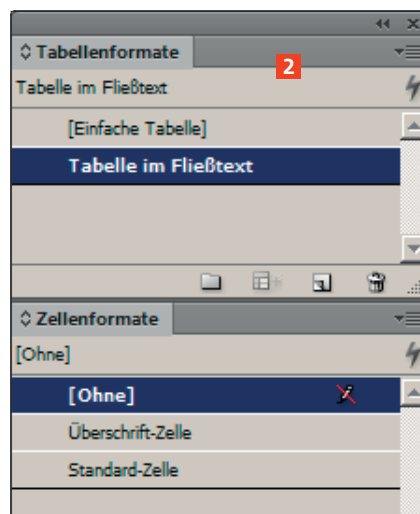 Tabellenformate
2
Tabelle im Fließtext
[Einfache Tabelle]
Tabelle im Fließtext
Zellenformate
[Ohne]
[Ohne]
Überschrift-Zelle
Standard-Zelle